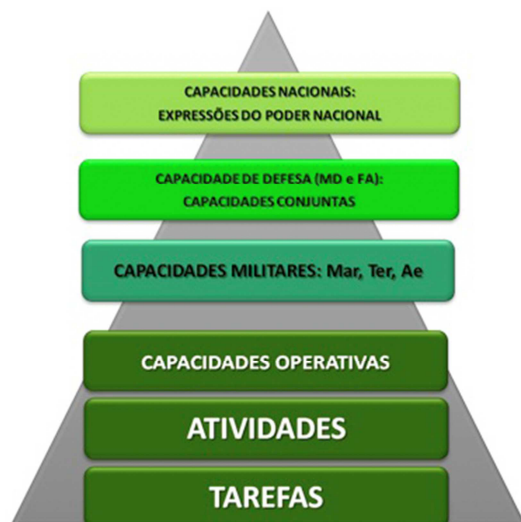 CAPACIDADES NACIONAIS:
EXPRESSÕES DO PODER NACIONAL
CAPACIDADE DE DEFESA (MD e FA):
CAPACIDADES CONJUNTAS
CAPACIDADES MILITARES: Mar, Ter, Ae
CAPACIDADES OPERATIVAS
ATIVIDADES
TAREFAS